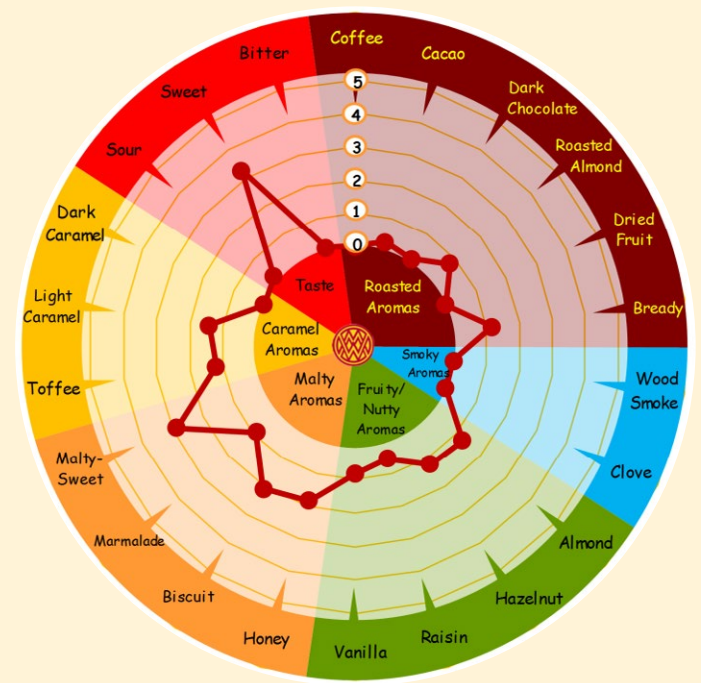 Coffee
Cacao
Dark
Chocolate
Roasted
Almond
Dried
Fruit
Bready
Wood
Smoke
Clove
Almond
Hazelnut
Raisin
Vanilla
Honey
Biscuit
Marmalade
Malty-
Sweet
Toffee
Light
Caramel
Dark
Caramel
Sour
Sweet
Bitter
5
4
3
2
1
0
Taste
Roasted
Aromas
Smoky
Aromas
Fruity/
Nutty
Aromas
Malty
Aromas
Caramel
Aromas